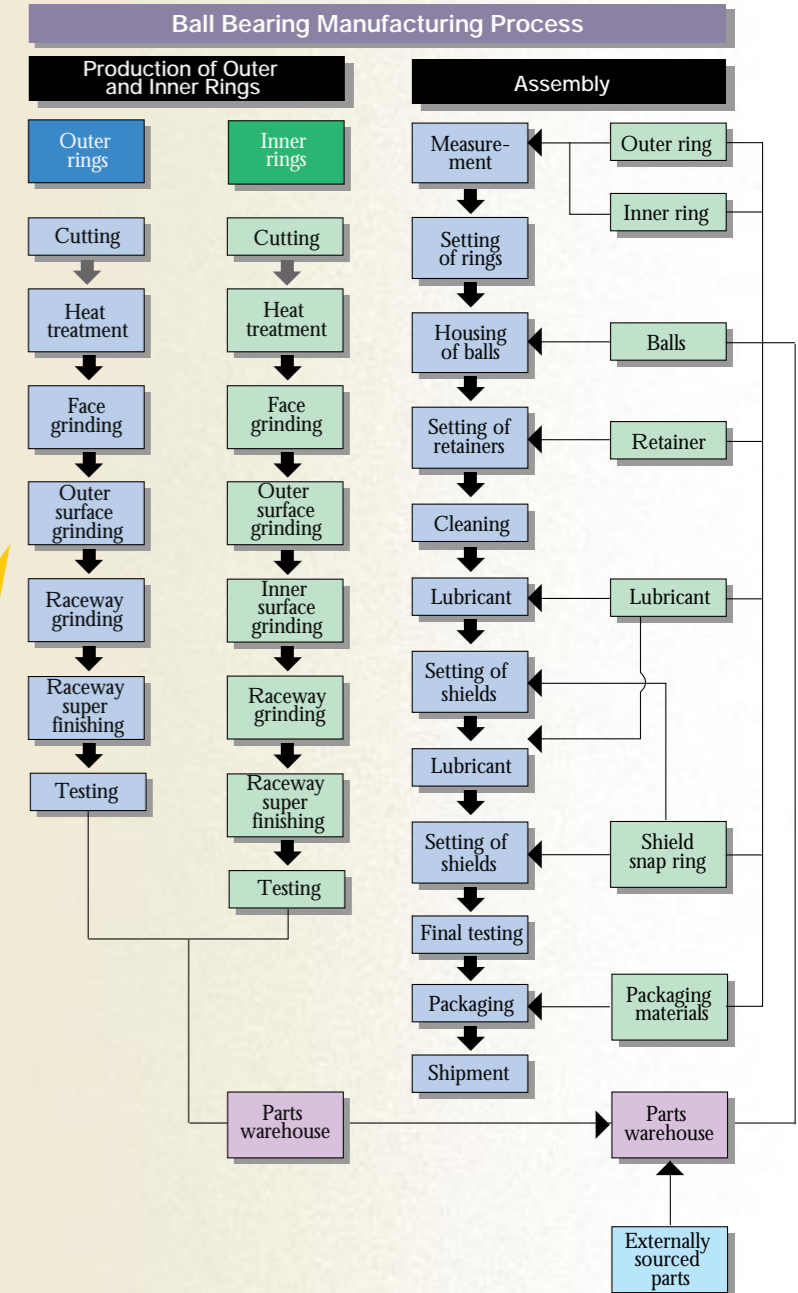 Ball Bearing Manufacturing Process
Production of Outer
and Inner Rings
Outer
rings
Cutting
Heat
treatment
Face
grinding
Outer
surface
grinding
Raceway
grinding
Raceway
super
finishing
Testing
Inner
rings
Cutting
Heat
treatment
Face
grinding
Outer
surface
grinding
Inner
surface
grinding
Raceway
grinding
Raceway
super
finishing
Testing
Parts
warehouse
Assembly
Measure-
ment
Setting
of rings
Housing
of balls
Setting of
retainers
Cleaning
Lubricant
Setting of
shields
Lubricant
Setting of
shields
Final testing
Packaging
Shipment
Outer ring
Inner ring
Balls
Retainer
Lubricant
Shield
snap ring
Packaging
materials
Parts
warehouse
Externally
sourced
parts